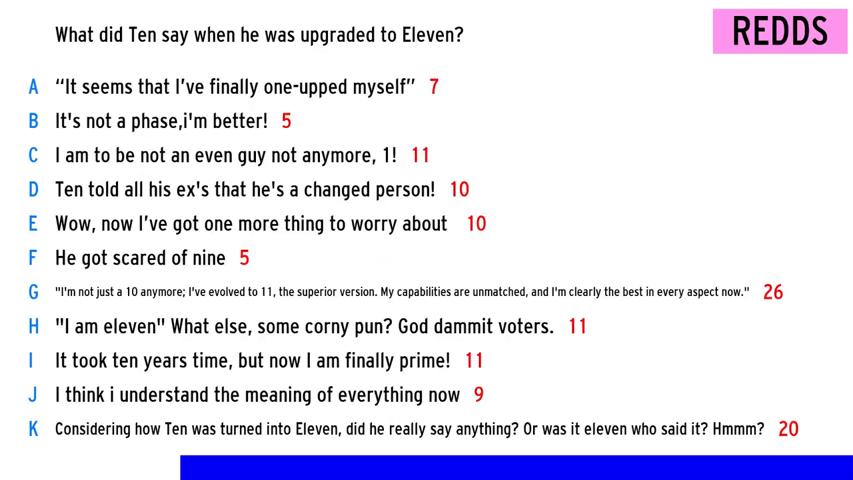 What did Ten say when he was upgraded to Eleven?
REDDS
A “It seems that I’ve finally one-upped myself” 7
B It's not a phase,i'm better! 5
C I am to be not an even guy not anymore, 1! 11
D Ten told all his ex's that he's a changed person! 10
E Wow, now I’ve got one more thing to worry about 10
F He got scared of nine 5
G "I'm not just a 10 anymore; I've evolved to 11, the superior version. My capabilities are unmatched, and I'm clearly the best in every aspect now." 26
H "I am eleven" What else, some corny pun? God dammit voters. 11
I It took ten years time, but now I am finally prime! 11
J I think i understand the meaning of everything now 9
K Considering how Ten was turned into Eleven, did he really say anything? Or was it eleven who said it? Hmmm? 20